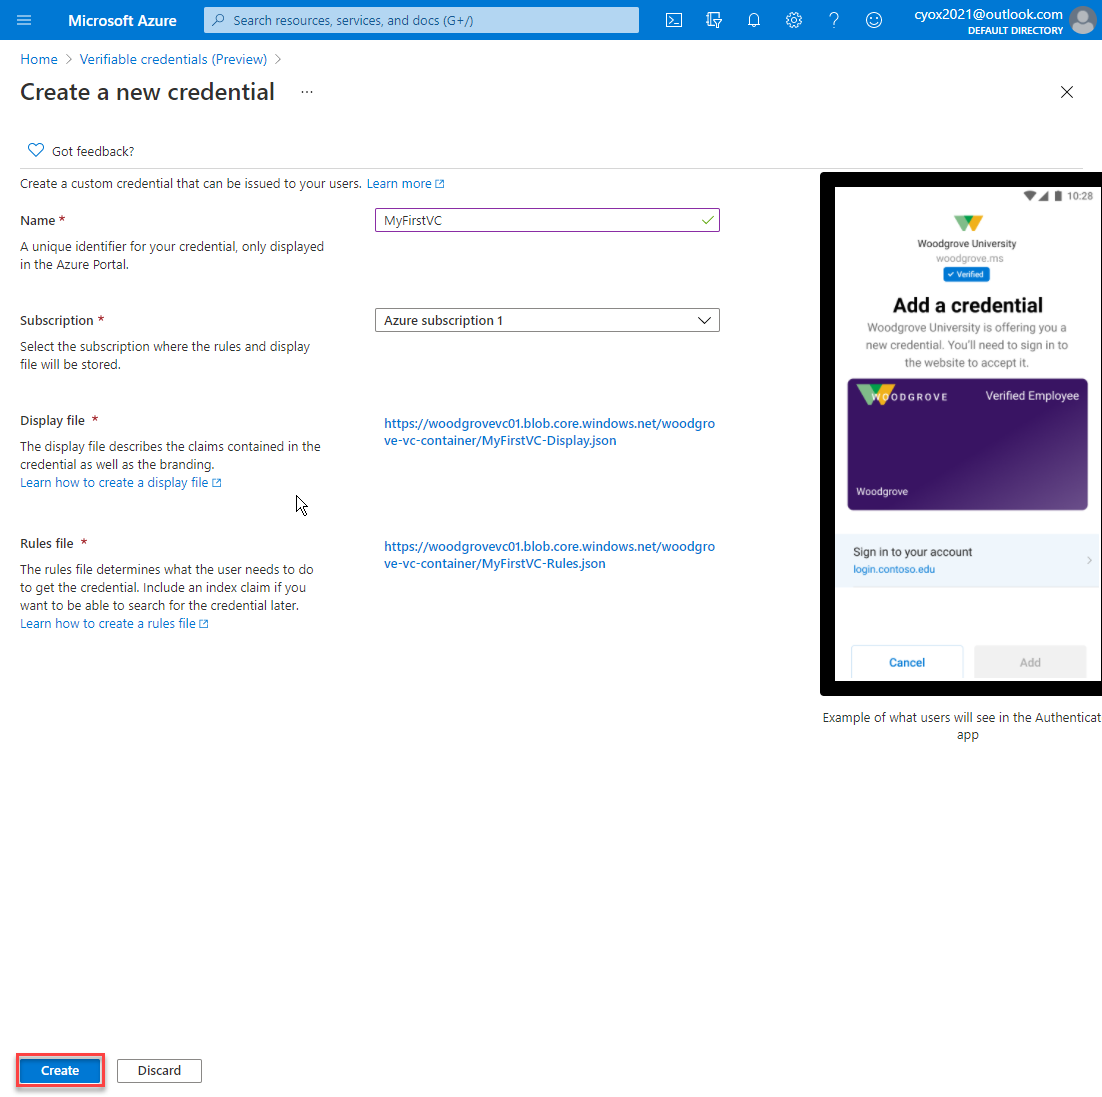 Microsoft Azure
Search resources, services, and docs (G+/)
cyox2021@outlook.com
DEFAULT DIRECTORY
Home > Verifiable credentials (Preview) >
Create a new credential ...
Got feedback?
Create a custom credential that can be issued to your users. Learn more
Name *
MyFirstVC
A unique identifier for your credential, only displayed
in the Azure Portal.
Subscription *
Azure subscription 1
Select the subscription where the rules and display
file will be stored.
Display file *
https://woodgrovevc01.blob.core.windows.net/woodgro
ve-vc-container/MyFirstVC-Display.json
The display file describes the claims contained in the
credential as well as the branding.
Learn how to create a display file
Rules file *
https://woodgrovevc01.blob.core.windows.net/woodgro
ve-vc-container/MyFirstVC-Rules.json
The rules file determines what the user needs to do
to get the credential. Include an index claim if you
want to be able to search for the credential later.
Learn how to create a rules file
10:28
Woodgrove University
woodgrove.ms
Verified
Add a credential
Woodgrove University is offering you a
new credential. You'll need to sign in to
the website to accept it.
WOODGROVE
Verified Employee
Woodgrove
Sign in to your account
login.contoso.edu
Cancel
Add
Example of what users will see in the Authenticat
app
Create
Discard